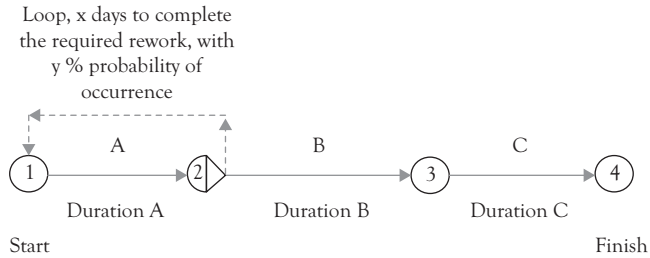 Loop, x days to complete
the required rework, with
y % probability of
occurrence
A
B
C
1
2
3
4
Duration A
Duration B
Duration C
Start
Finish